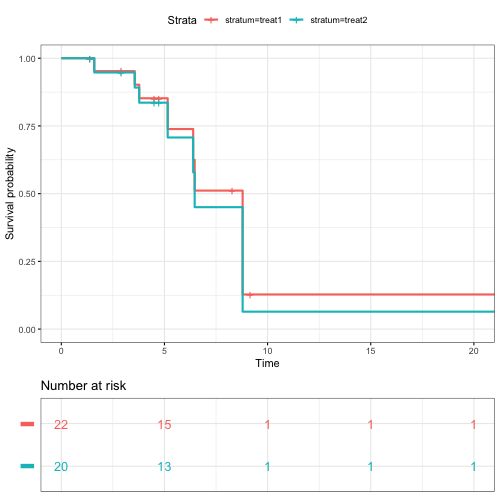 Strata stratum=treat1 stratum=treat2
1.00
0.75
0.50
0.25
0.00
Survival probability
0 5 10 15 20
Time
Number at risk
22 15 1 1 1
20 13 1 1 1